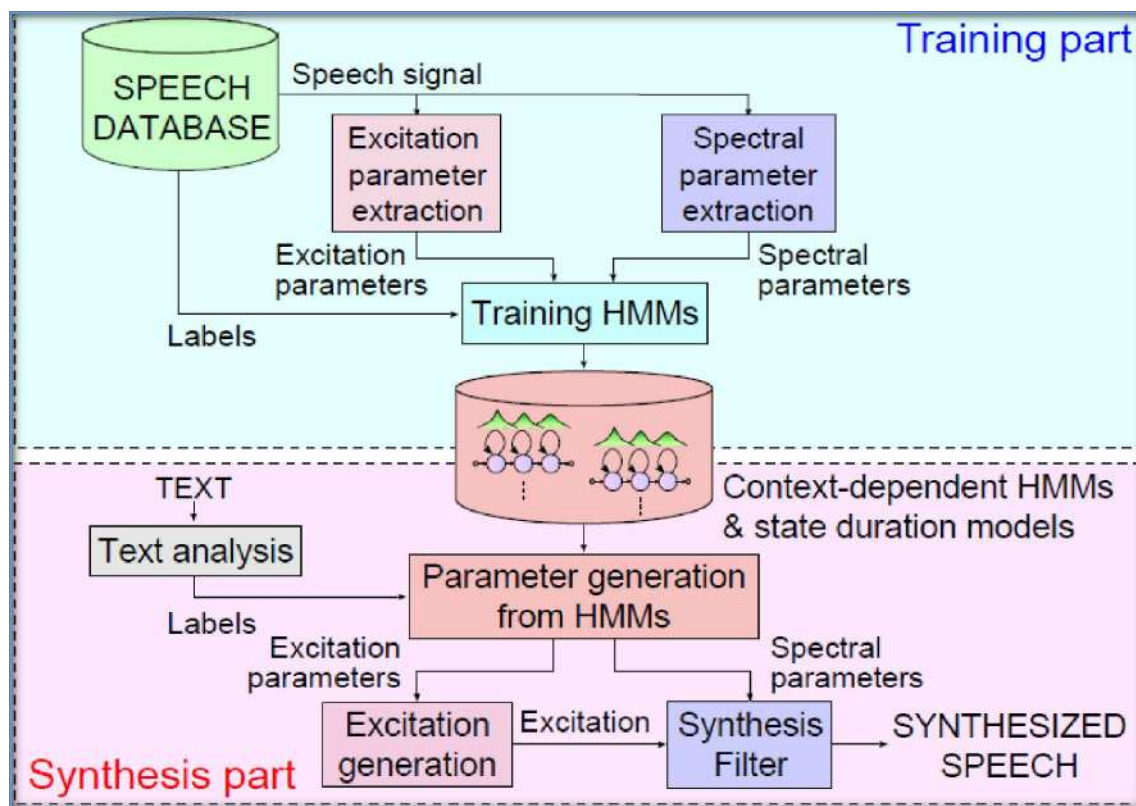 Training part
SPEECH
DATABASE
Speech signal
Excitation
parameter
extraction
Spectral
parameter
extraction
Excitation
parameters
Spectral
parameters
Training HMMs
Labels
Context-dependent HMMs
& state duration models
TEXT
Text analysis
Parameter generation
from HMMs
Labels
Excitation
parameters
Spectral
parameters
Excitation
generation
Excitation
Synthesis
Filter
SYNTHESIZED
SPEECH
Synthesis part